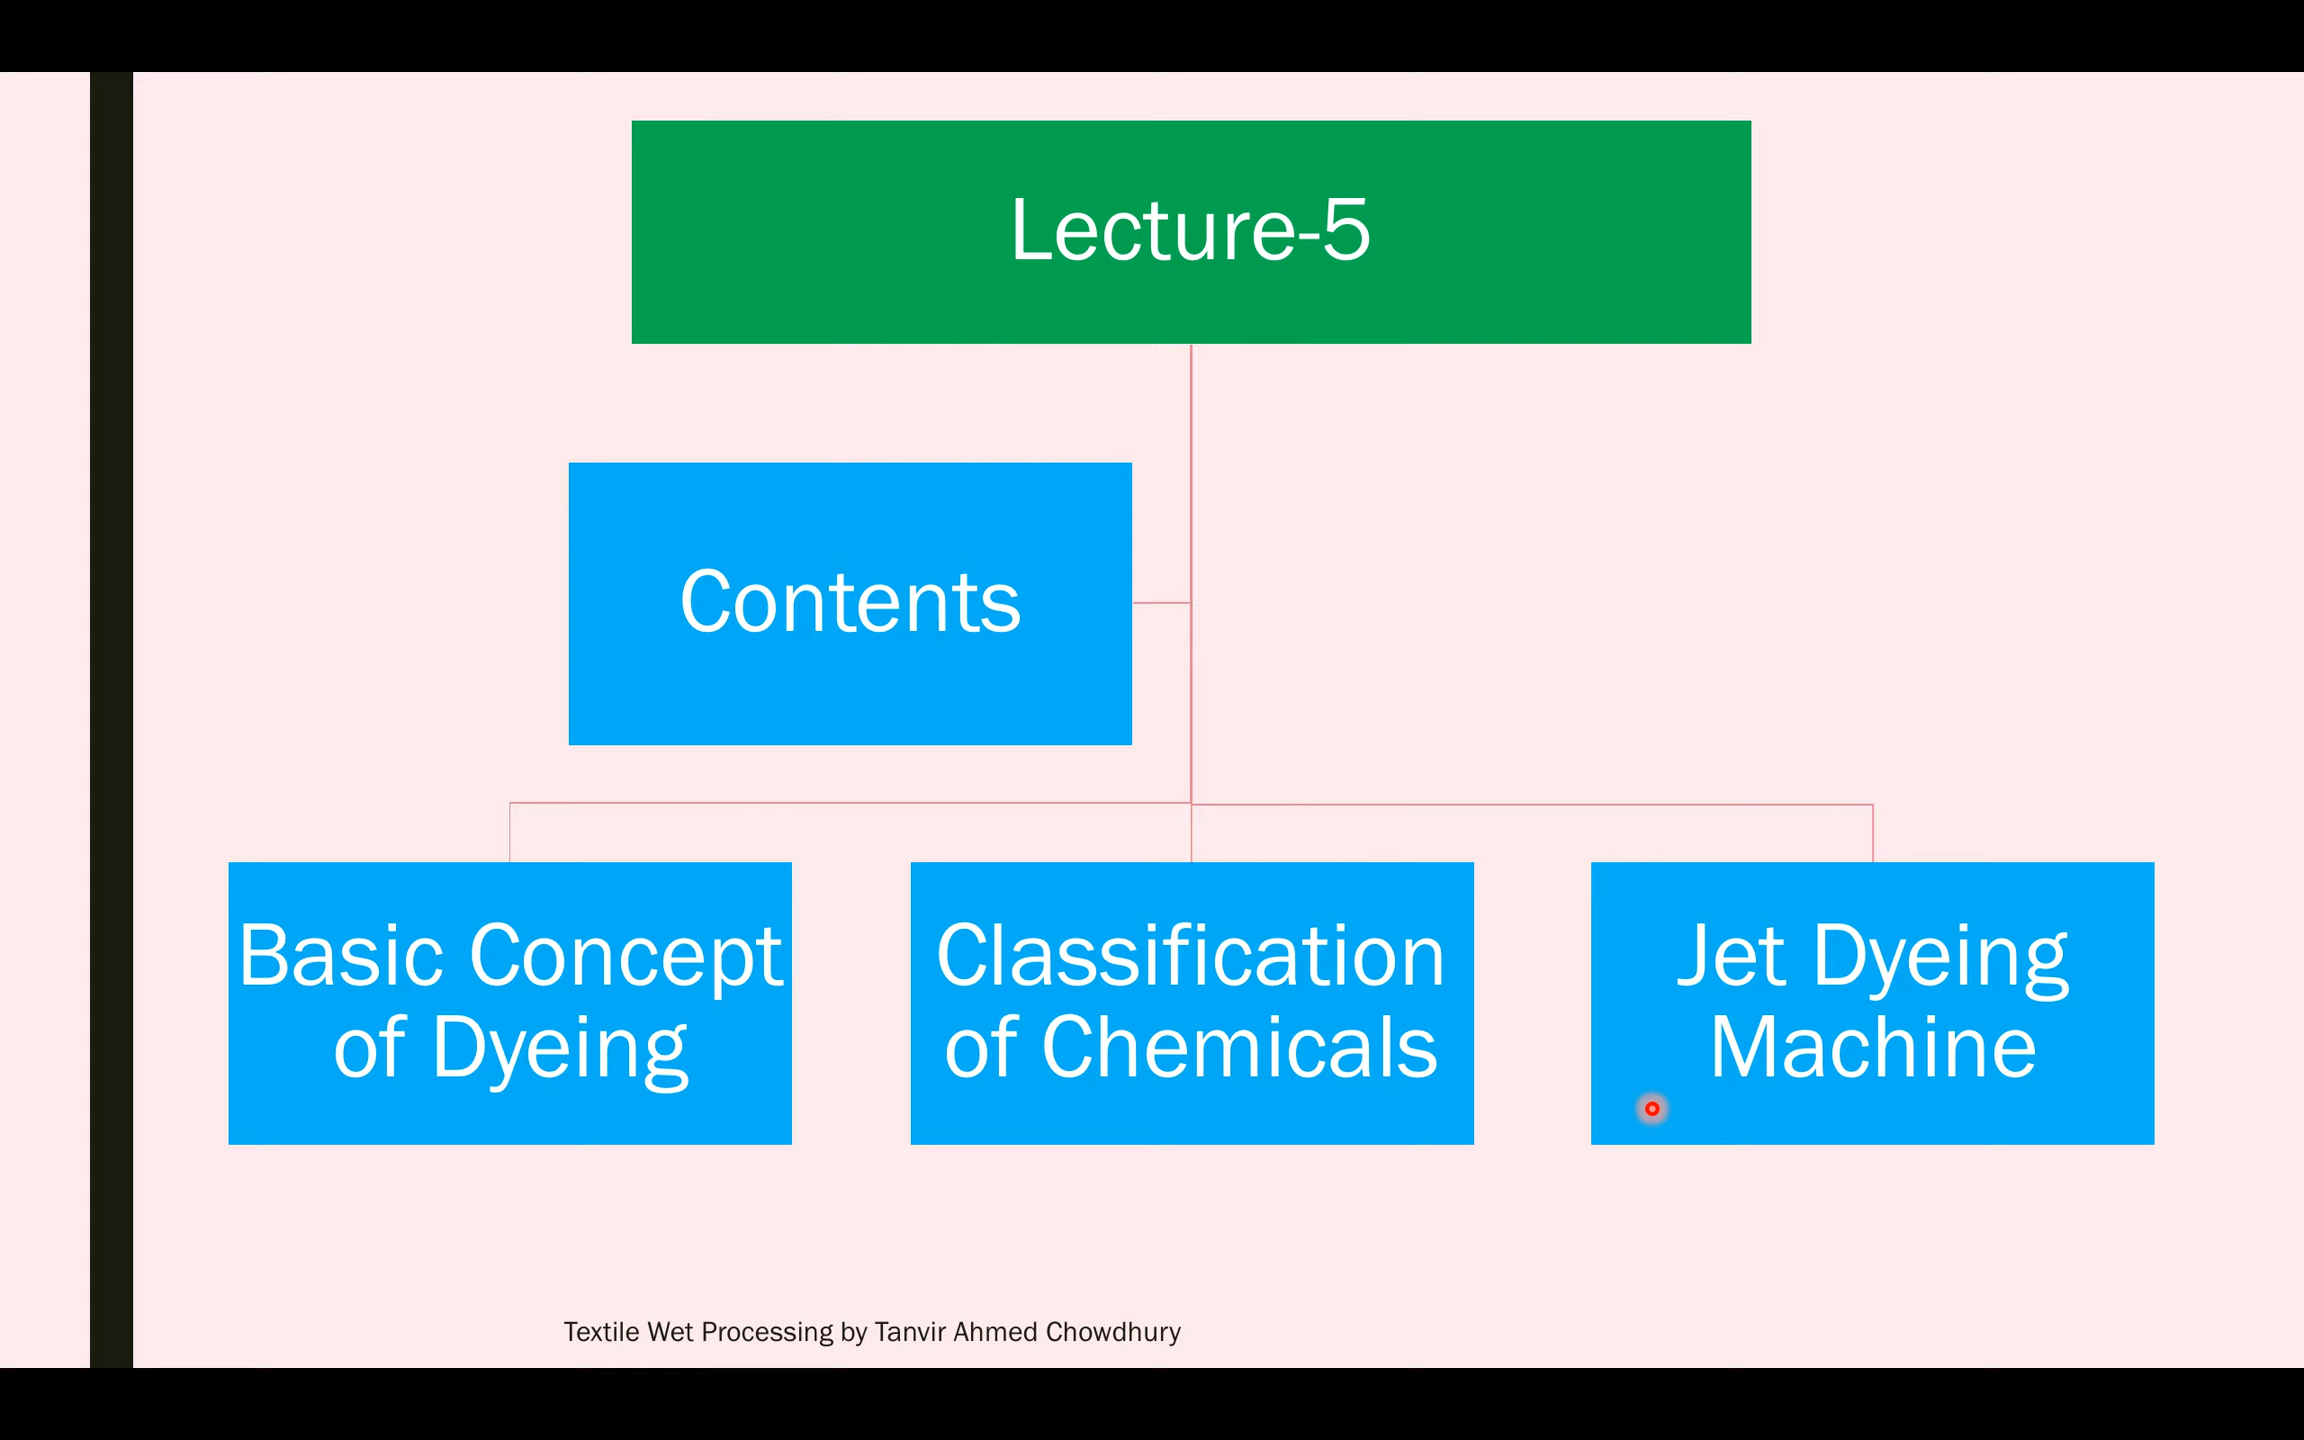 Lecture-5
Contents
Basic Concept
of Dyeing
Classification
of Chemicals
Jet Dyeing
Machine
Textile Wet Processing by Tanvir Ahmed Chowdhury